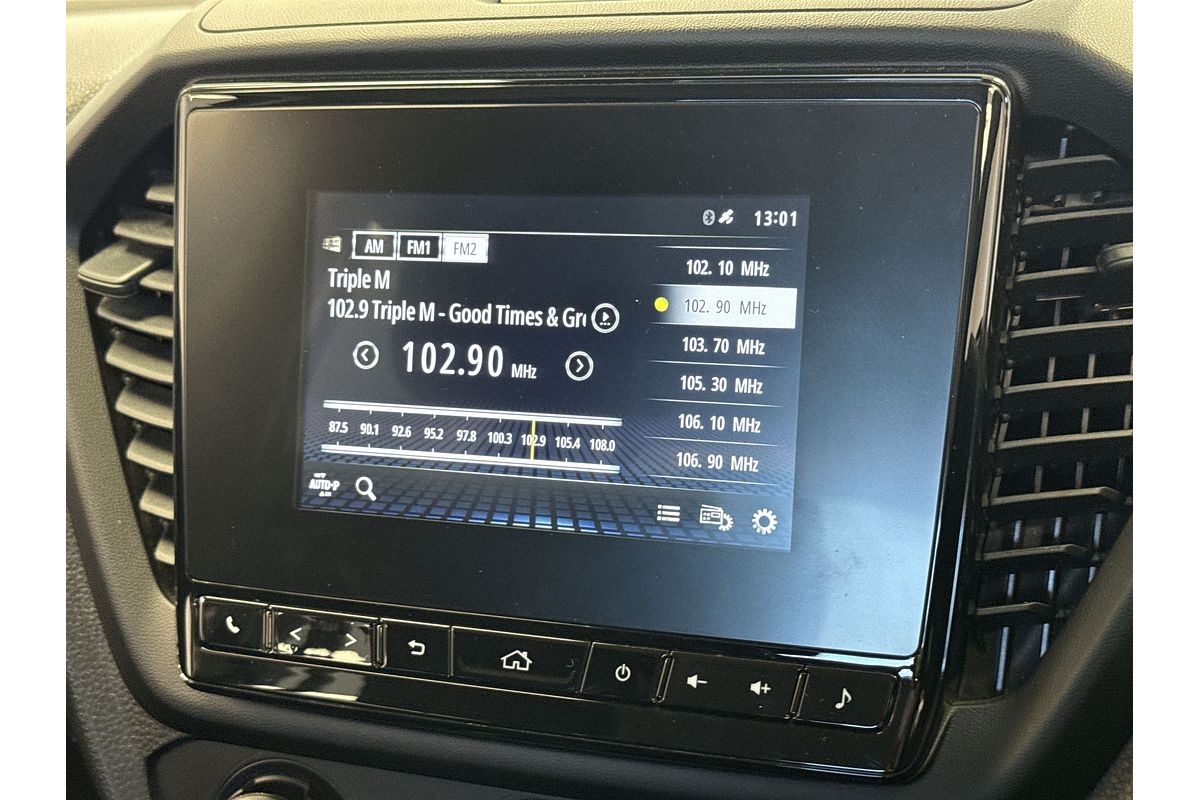 13:01
AM FM1 FM2
Triple M
102.9 Triple M - Good Times & Gr
102.90 MHz
87.5 90.1 92.6 95.2 97.8 100.3 102.9 105.4 108.0
AUTO-P
102. 10 MHz
102. 90 MHz
103. 70 MHz
105. 30 MHz
106. 10 MHz
106. 90 MHz